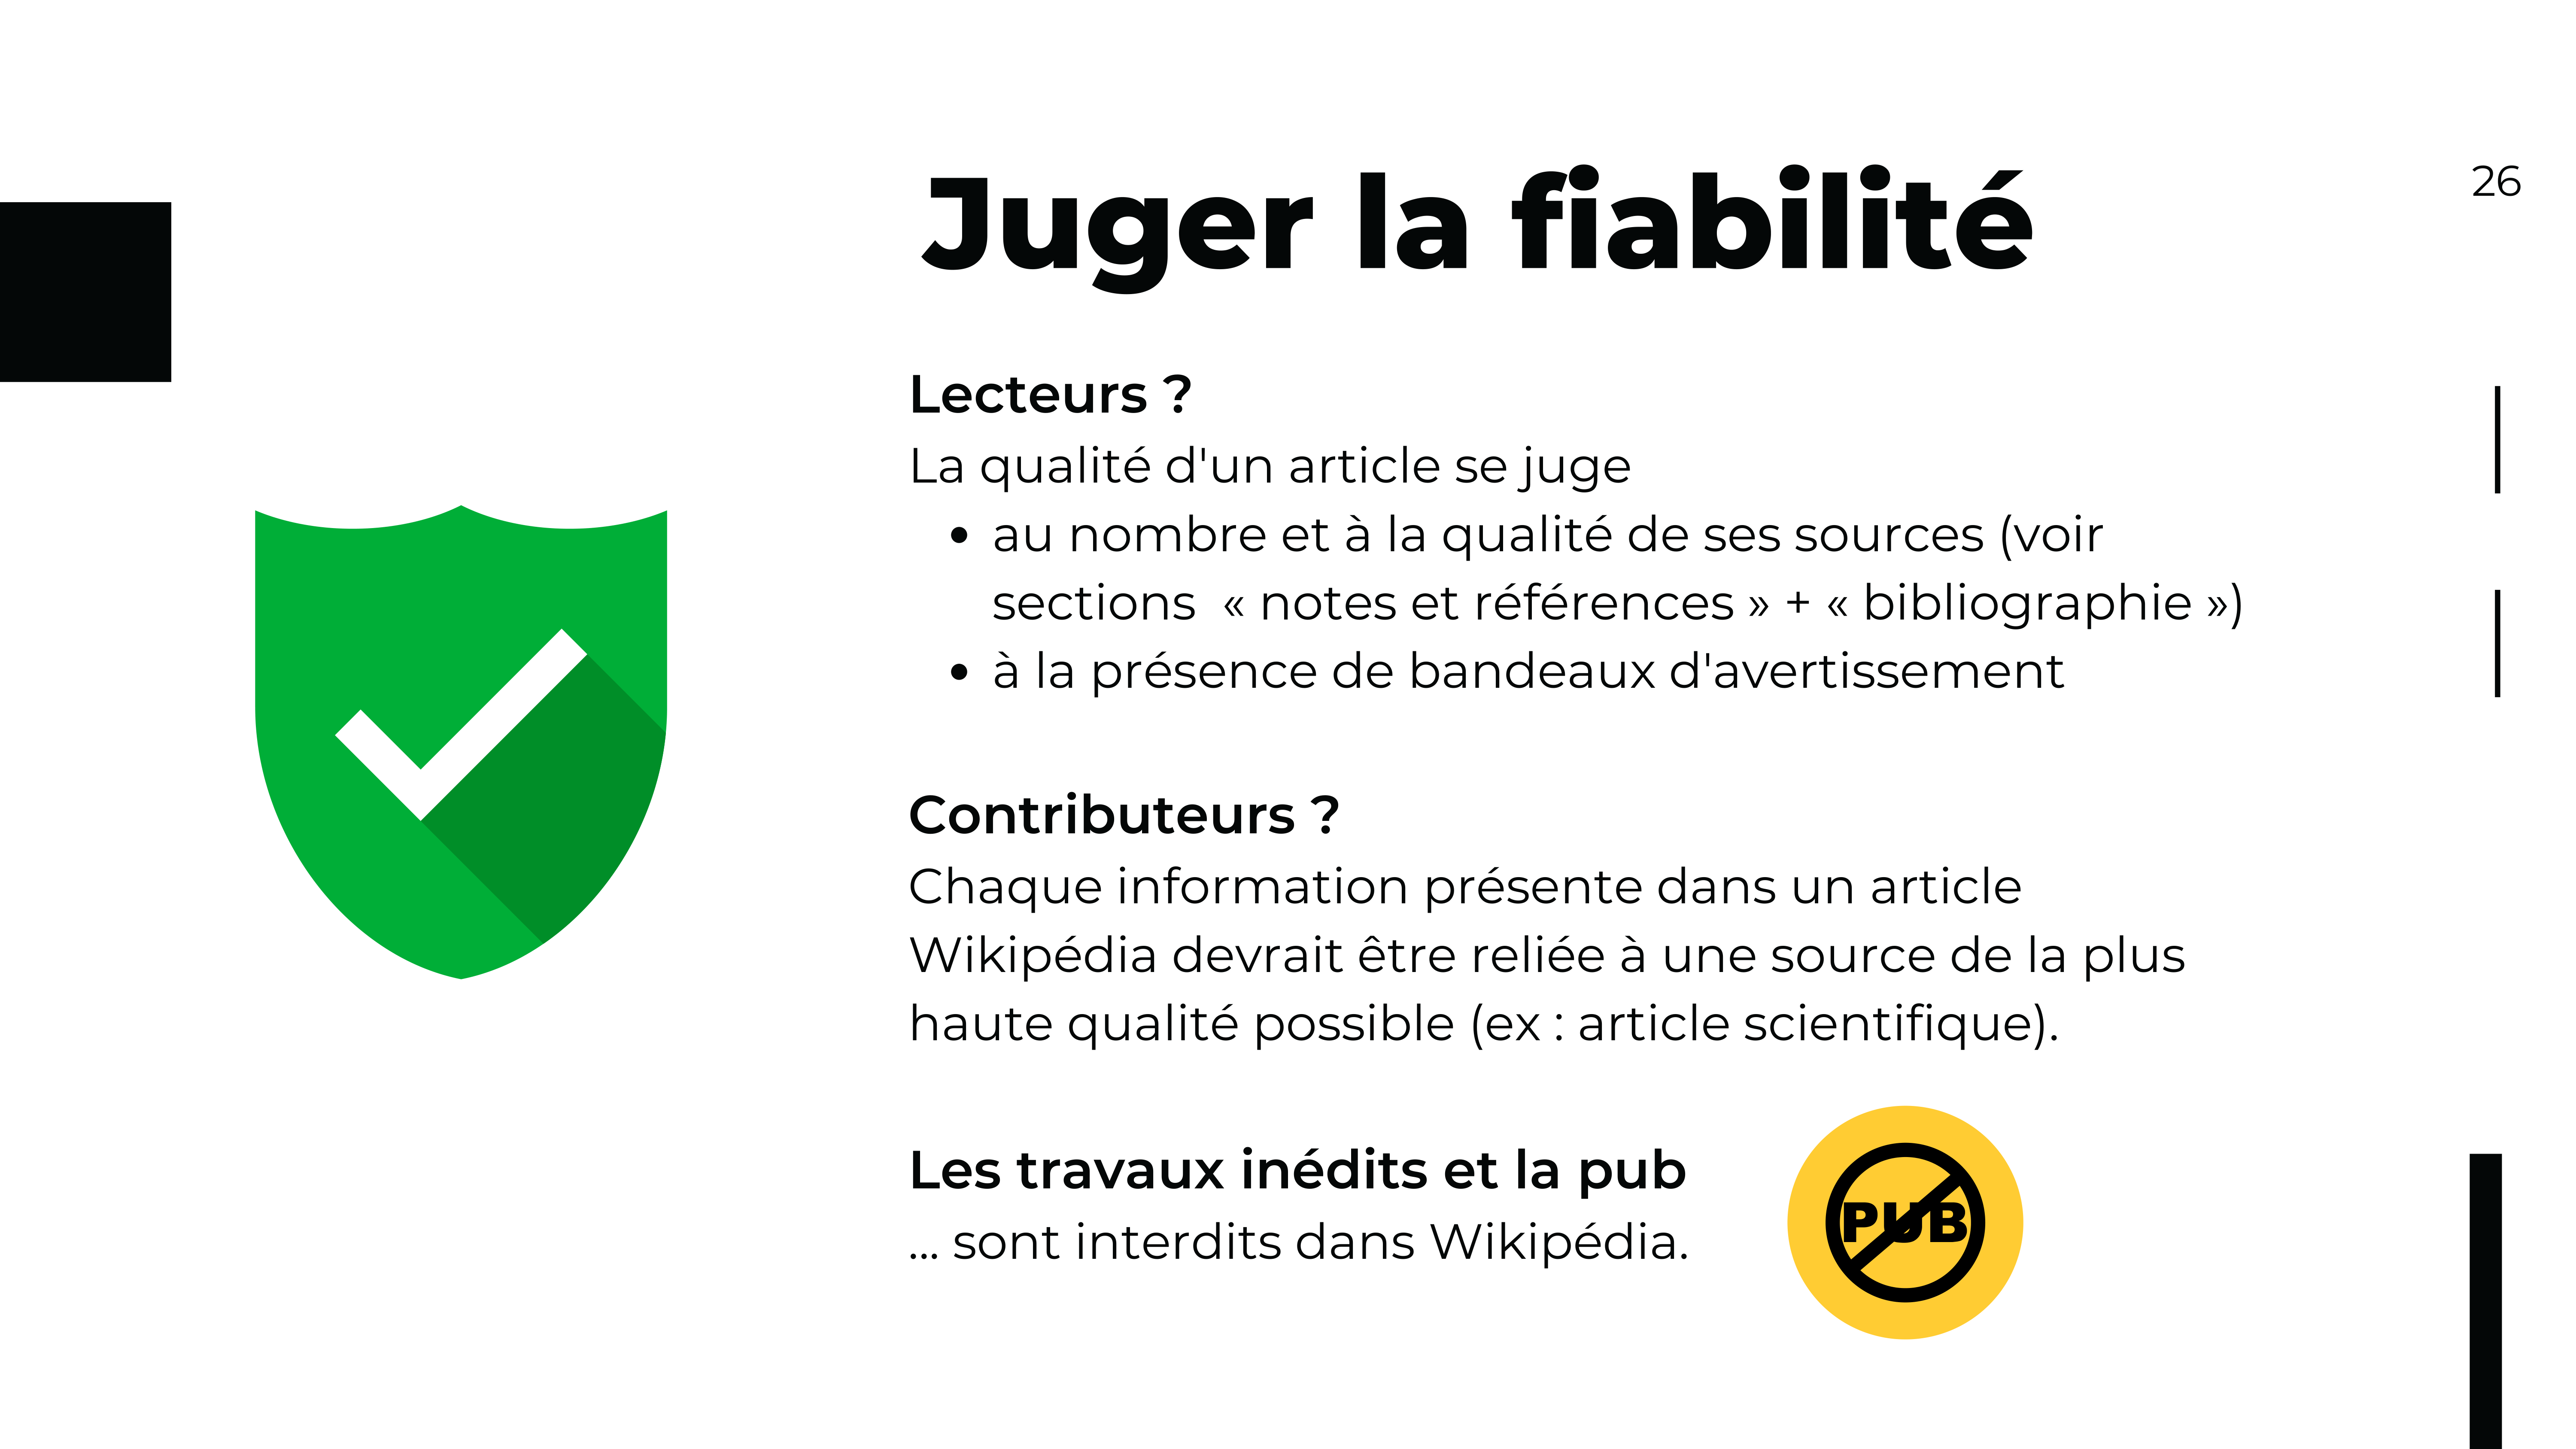 Juger la fiabilité
26
Lecteurs ?
La qualité d'un article se juge
• au nombre et à la qualité de ses sources (voir
sections  « notes et références » + « bibliographie »)
• à la présence de bandeaux d'avertissement
Contributeurs ?
Chaque information présente dans un article
Wikipédia devrait être reliée à une source de la plus
haute qualité possible (ex : article scientifique).
Les travaux inédits et la pub
... sont interdits dans Wikipédia.
PUB